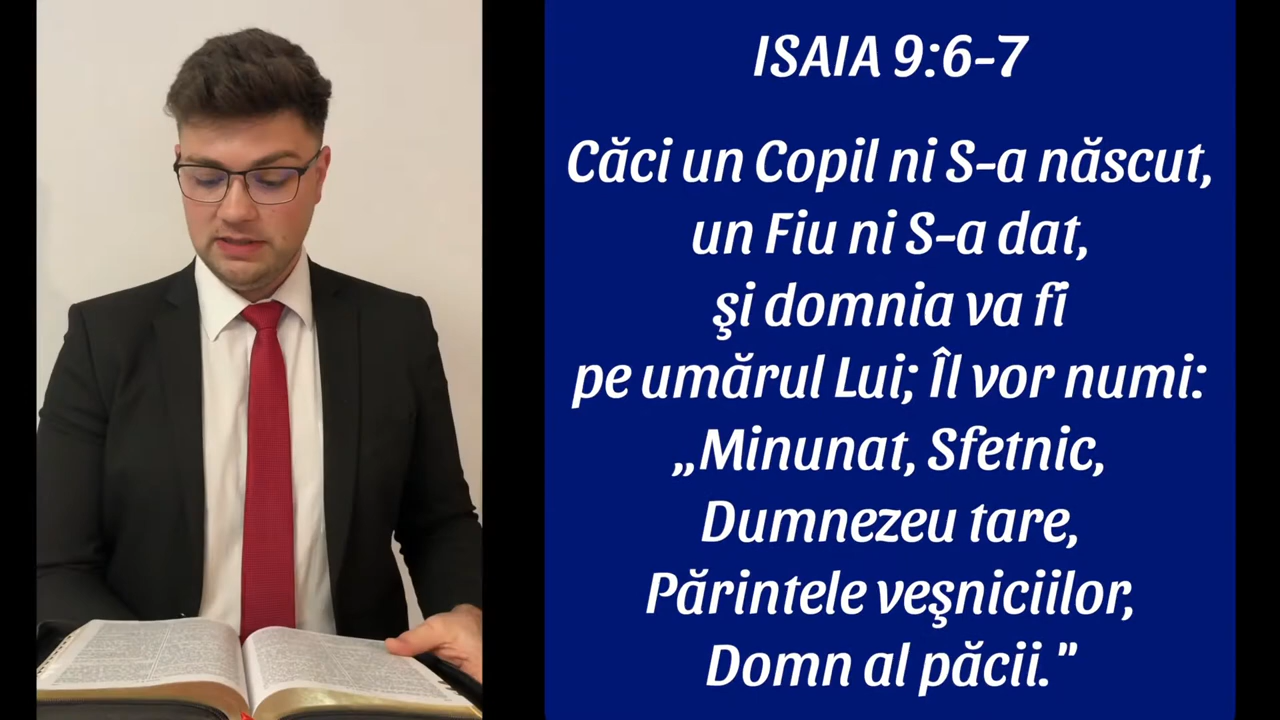 ISAIA 9:6-7
Căci un Copil ni S-a născut,
un Fiu ni S-a dat,
şi domnia va fi
pe umărul Lui; Îl vor numi:
„Minunat, Sfetnic,
Dumnezeu tare,
Părintele veşniciilor,
Domn al păcii."